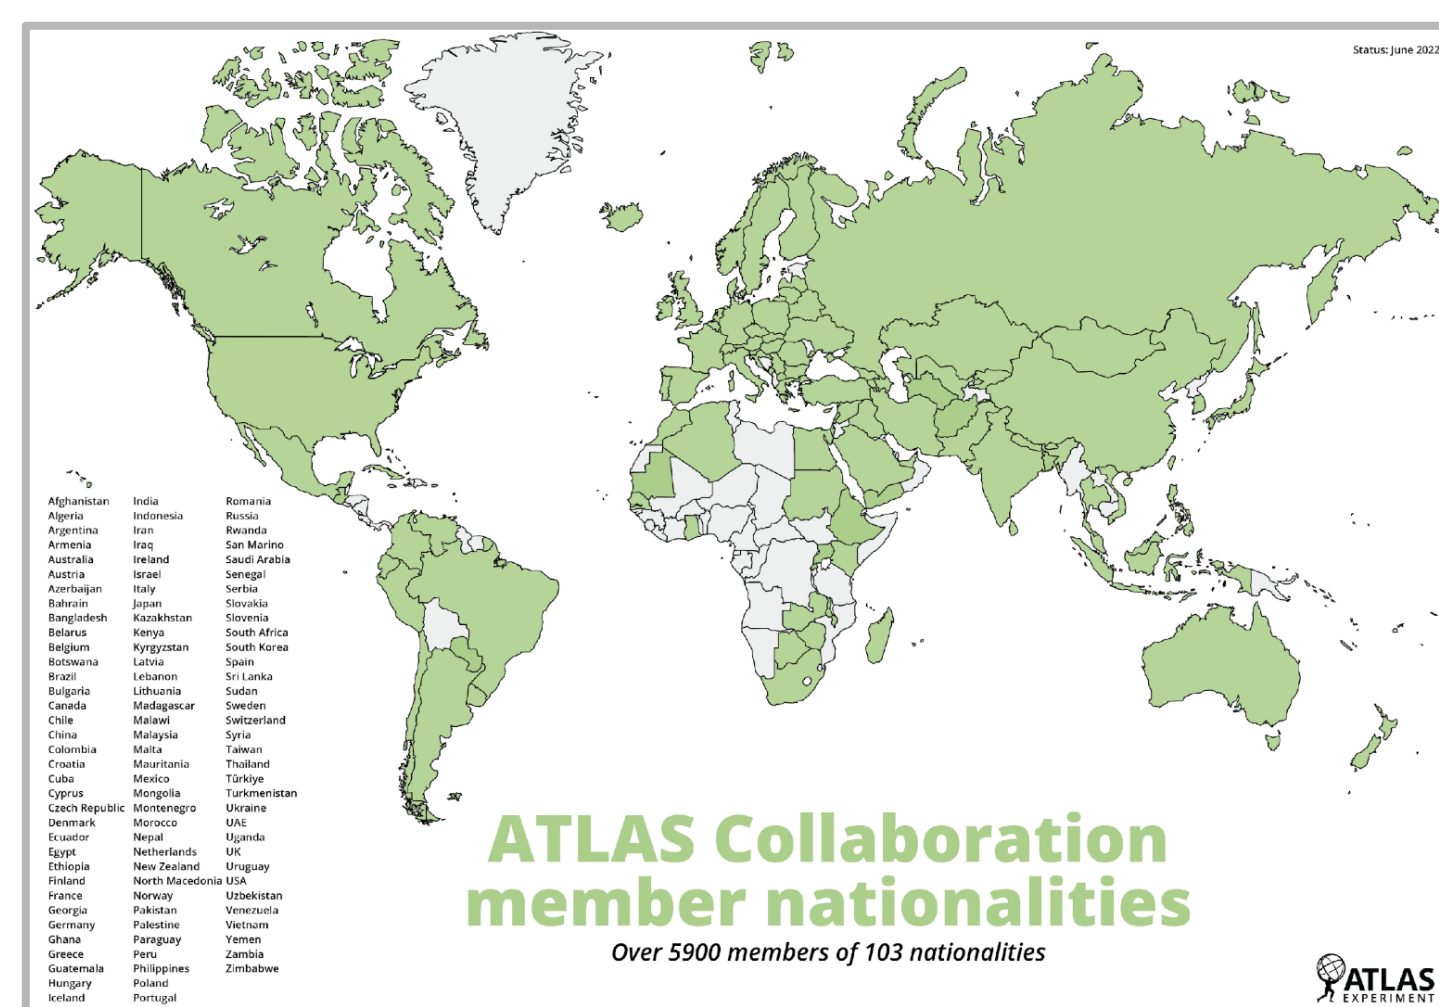 Status: June 2022
Afghanistan
Algeria
Argentina
Armenia
Australia
Austria
Azerbaijan
Bahrain
Bangladesh
Belarus
Belgium
Botswana
Brazil
Bulgaria
Canada
Chile
China
Colombia
Croatia
Cuba
Cyprus
Czech Republic
Denmark
Ecuador
Egypt
Ethiopia
Finland
France
Georgia
Germany
Ghana
Greece
Guatemala
Hungary
Iceland
India
Indonesia
Iran
Iraq
Ireland
Israel
Italy
Japan
Kazakhstan
Kenya
Kyrgyzstan
Latvia
Lebanon
Lithuania
Madagascar
Malawi
Malaysia
Malta
Mauritania
Mexico
Mongolia
Montenegro
Morocco
Nepal
Netherlands
New Zealand
North Macedonia
Norway
Pakistan
Palestine
Paraguay
Peru
Philippines
Poland
Portugal
Romania
Russia
Rwanda
San Marino
Saudi Arabia
Senegal
Serbia
Slovakia
Slovenia
South Africa
South Korea
Spain
Sri Lanka
Sudan
Sweden
Switzerland
Syria
Taiwan
Thailand
Türkiye
Turkmenistan
Ukraine
UAE
Uganda
UK
Uruguay
USA
Uzbekistan
Venezuela
Vietnam
Yemen
Zambia
Zimbabwe
ATLAS Collaboration
member nationalities
Over 5900 members of 103 nationalities
ATLAS
EXPERIMENT